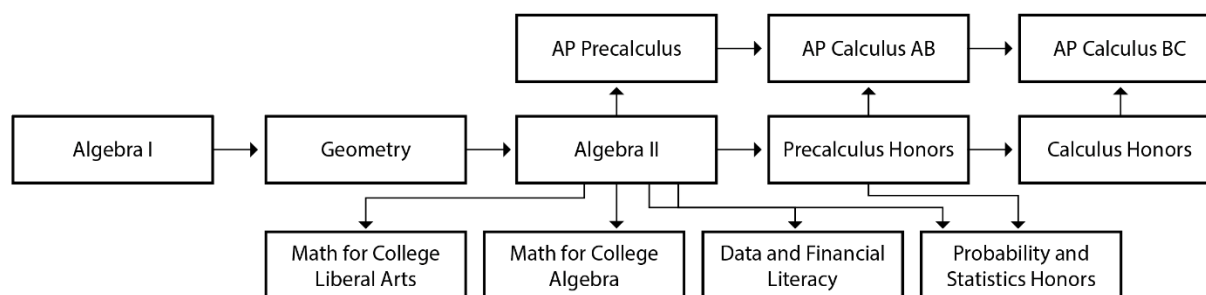 AP Precalculus
AP Calculus AB
AP Calculus BC
Algebra I
Geometry
Algebra II
Precalculus Honors
Calculus Honors
Math for College
Liberal Arts
Math for College
Algebra
Data and Financial
Literacy
Probability and
Statistics Honors